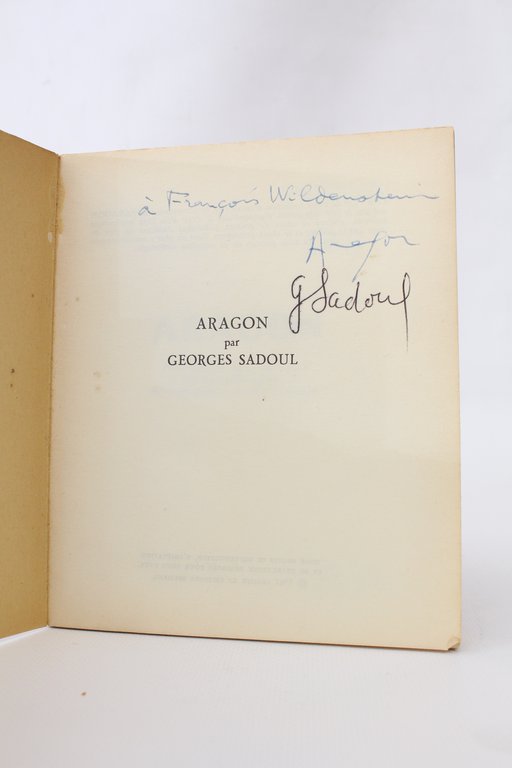 à François Wildenstein
Aragon
G Sadoul
ARAGON
par
GEORGES SADOUL